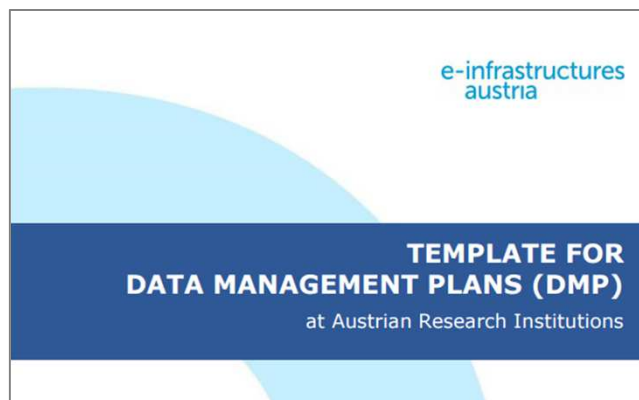 e-infrastructures
austria
TEMPLATE FOR
DATA MANAGEMENT PLANS (DMP)
at Austrian Research Institutions